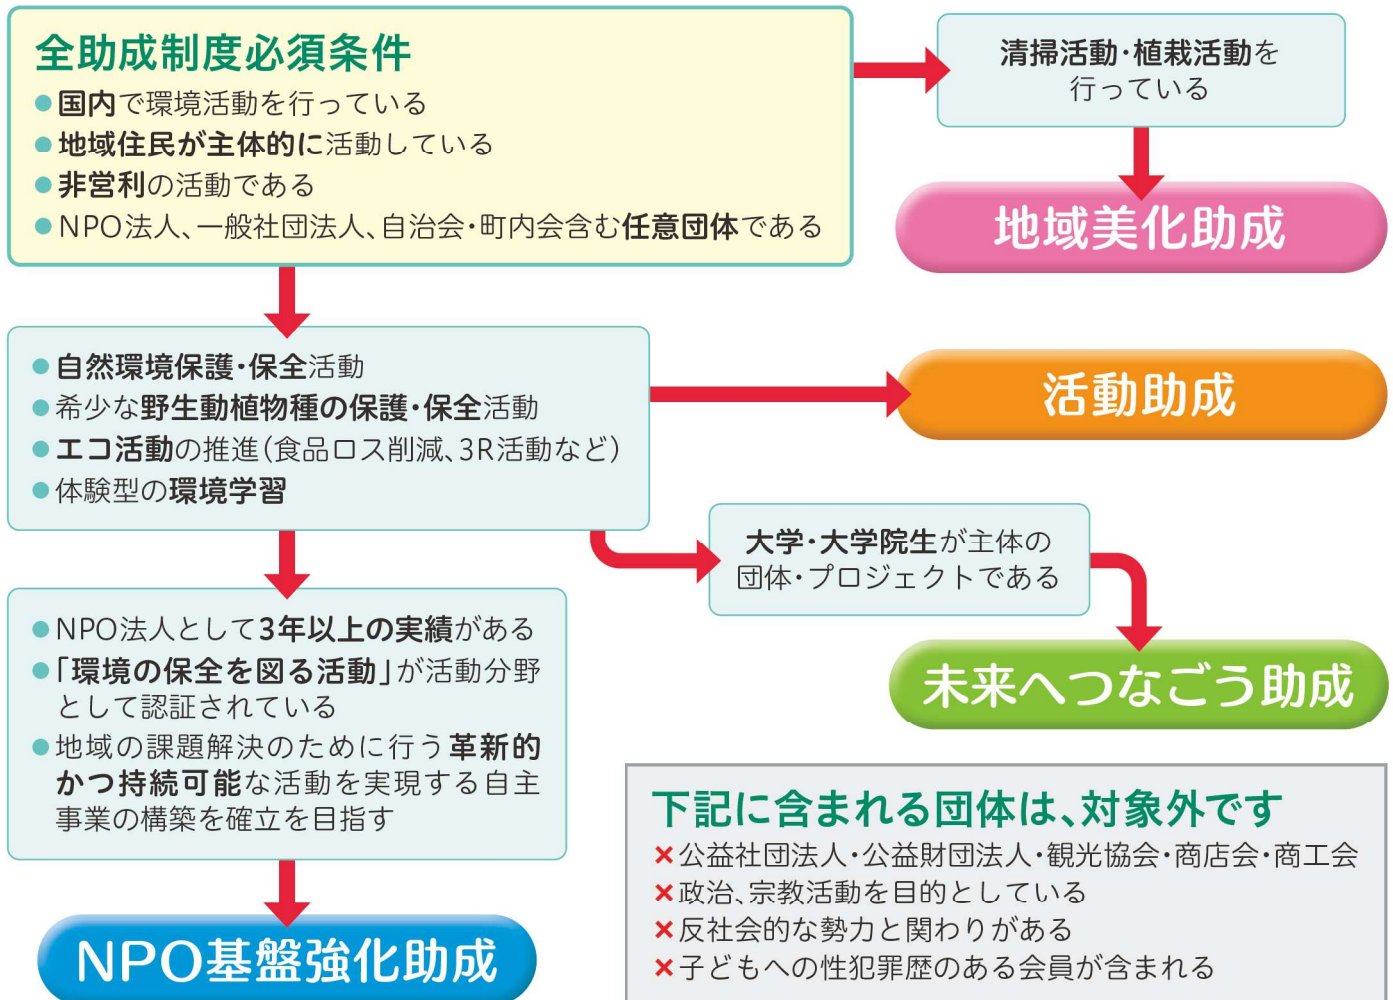 全助成制度必須条件
●国内で環境活動を行っている
●地域住民が主体的に活動している
●非営利の活動である
●NPO法人、一般社団法人、自治会・町内会含む任意団体である
清掃活動・植栽活動を
行っている
地域美化助成
●自然環境保護・保全活動
●希少な野生動植物種の保護・保全活動
●エコ活動の推進(食品ロス削減、3R活動など)
●体験型の環境学習
活動助成
大学・大学院生が主体の
団体・プロジェクトである
未来へつなごう助成
●NPO法人として3年以上の実績がある
●「環境の保全を図る活動」が活動分野
として認証されている
●地域の課題解決のために行う革新的
かつ持続可能な活動を実現する自主
事業の構築を確立を目指す
NPO基盤強化助成
下記に含まれる団体は、対象外です
×公益社団法人・公益財団法人・観光協会・商店会・商工会
×政治、宗教活動を目的としている
×反社会的な勢力と関わりがある
×子どもへの性犯罪歴のある会員が含まれる